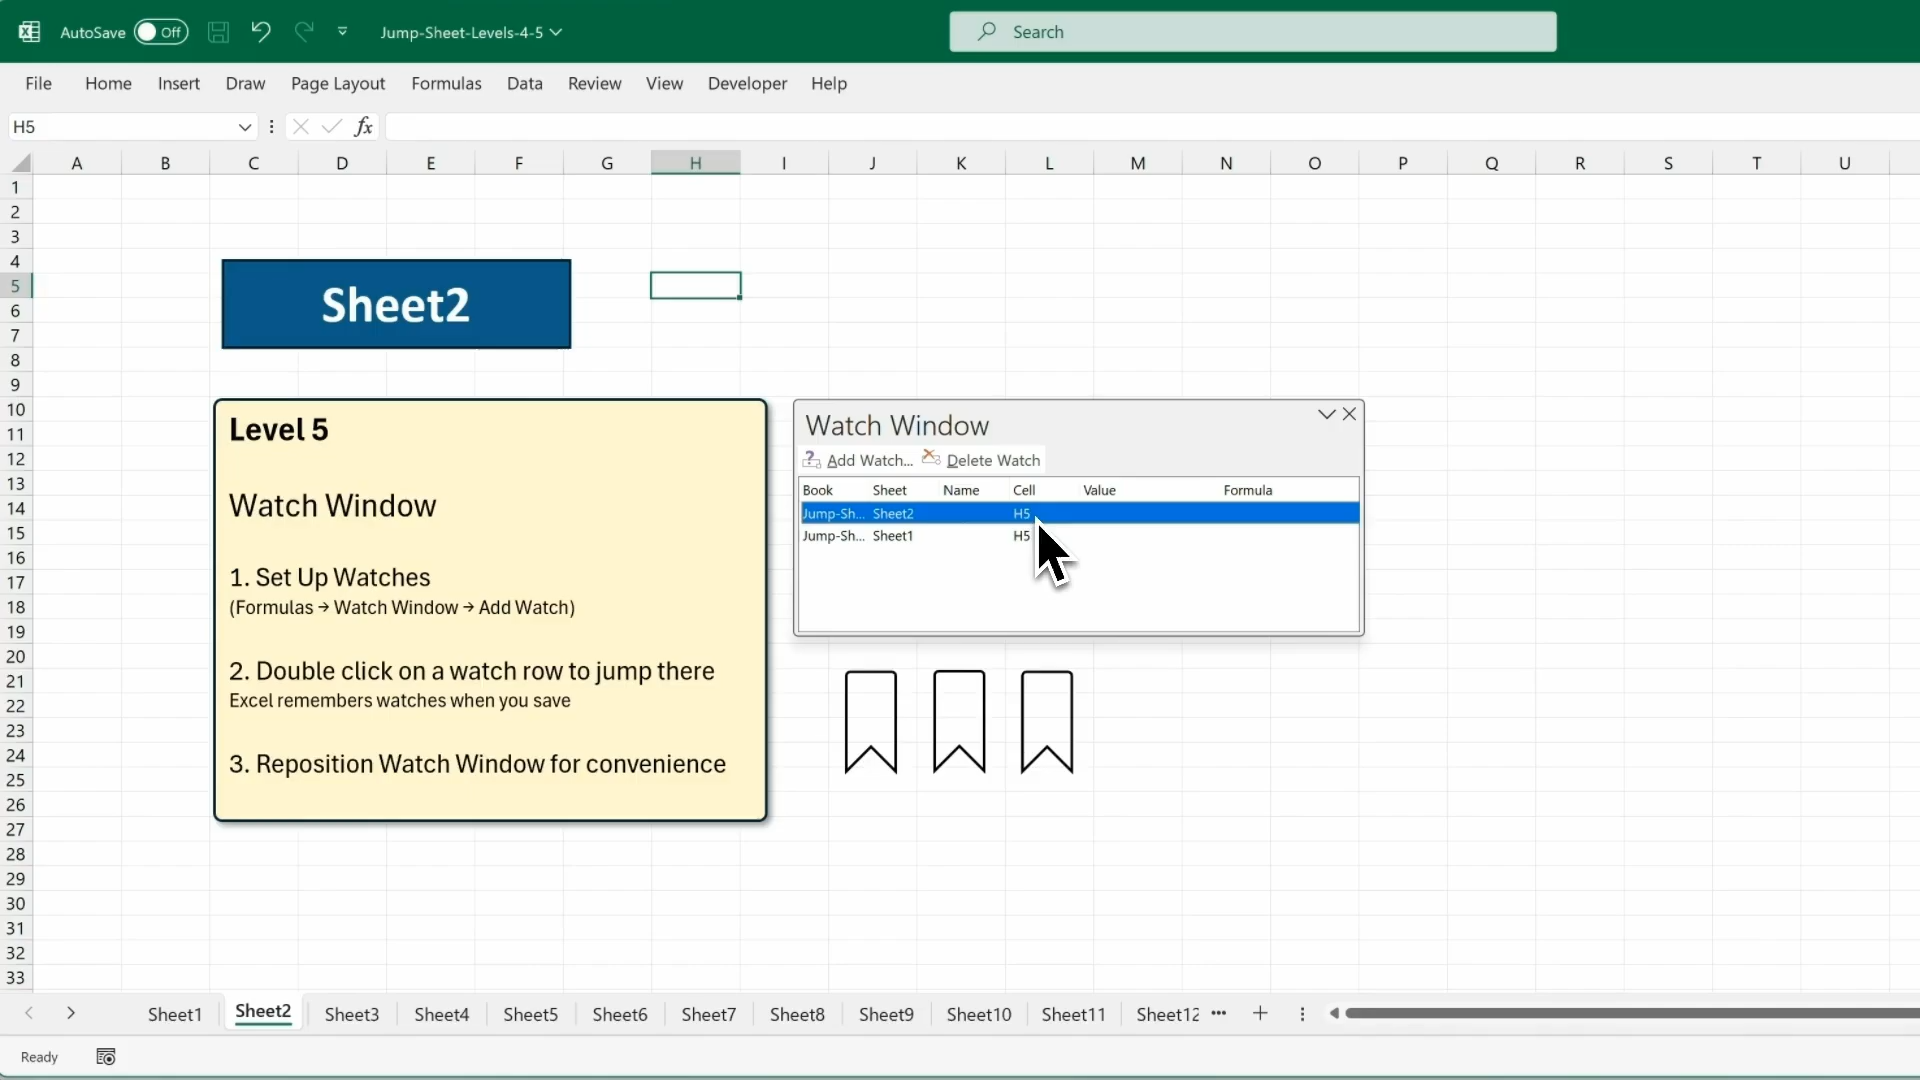 AutoSave Off Jump-Sheet-Levels-4-5 Search
File Home Insert Draw Page Layout Formulas Data Review View Developer Help
H5 fx
A B C D E F G H I J K L M N O P Q R S T U
1
2
3
4
5
6
7
8
9
10
11
12
13
14
15
16
17
18
19
20
21
22
23
24
25
26
27
28
29
30
31
32
33
Sheet2
Level 5
Watch Window
1. Set Up Watches
(Formulas → Watch Window → Add Watch)
2. Double click on a watch row to jump there
Excel remembers watches when you save
3. Reposition Watch Window for convenience
Watch Window
Add Watch... Delete Watch
Book Sheet Name Cell Value Formula
Jump-Sh... Sheet2 H5
Jump-Sh... Sheet1 H5
Sheet1 Sheet2 Sheet3 Sheet4 Sheet5 Sheet6 Sheet7 Sheet8 Sheet9 Sheet10 Sheet11 Sheet12 ...
Ready